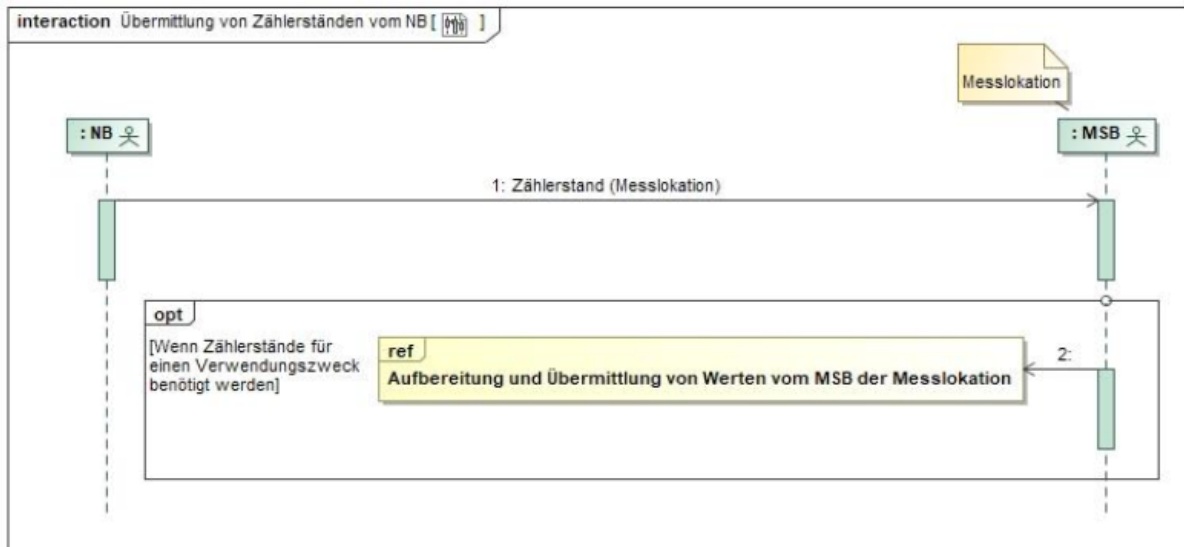 interaction Übermittlung von Zählerständen vom NB [ ]
Messlokation
: NB
: MSB
1: Zählerstand (Messlokation)
opt
[Wenn Zählerstände für
einen Verwendungszweck
benötigt werden]
ref
Aufbereitung und Übermittlung von Werten vom MSB der Messlokation
2: